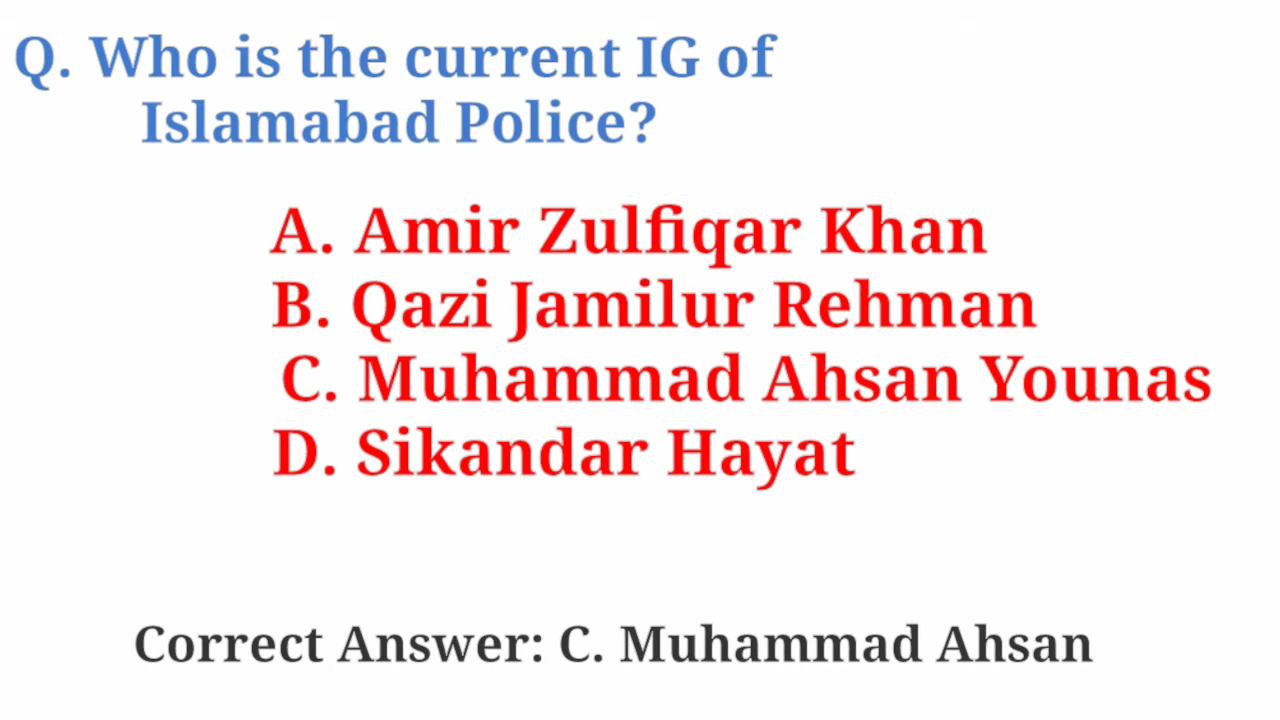 Q. Who is the current IG of
Islamabad Police?
A. Amir Zulfiqar Khan
B. Qazi Jamilur Rehman
C. Muhammad Ahsan Younas
D. Sikandar Hayat
Correct Answer: C. Muhammad Ahsan